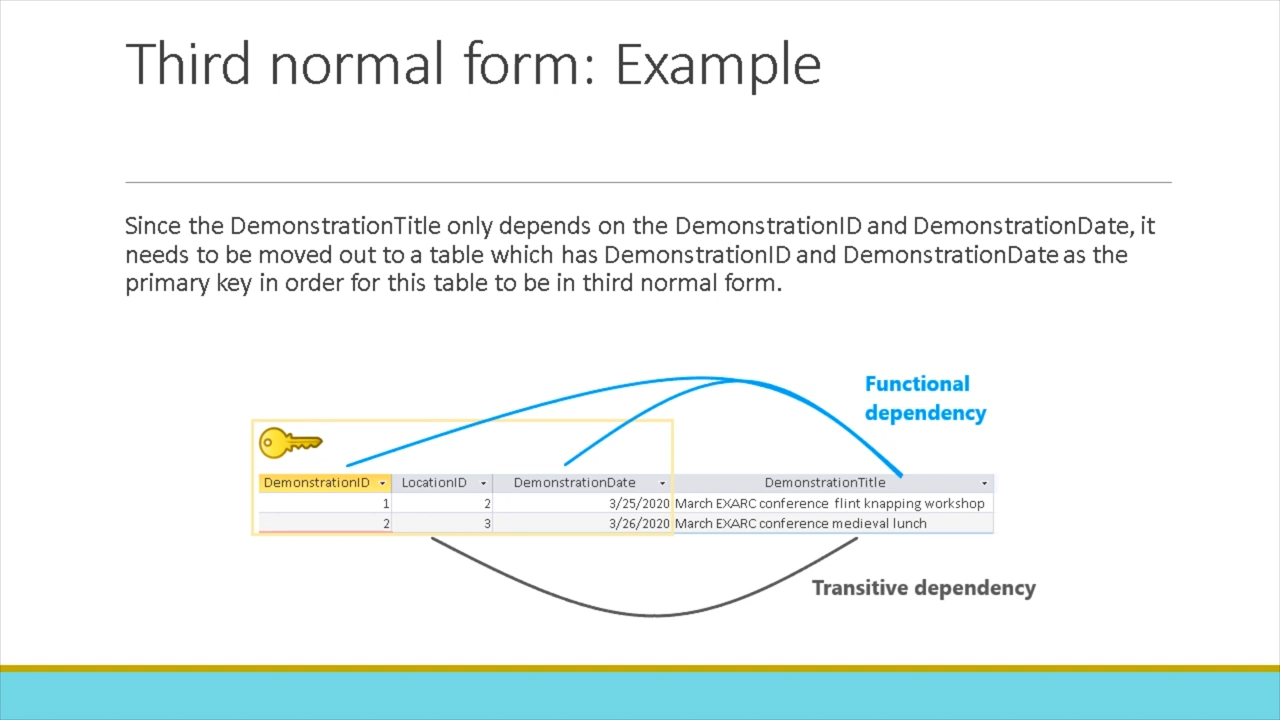 Third normal form: Example
Since the DemonstrationTitle only depends on the DemonstrationID and DemonstrationDate, it
needs to be moved out to a table which has DemonstrationID and DemonstrationDate as the
primary key in order for this table to be in third normal form.
Functional
dependency
DemonstrationID LocationID DemonstrationDate DemonstrationTitle
1 2 3/25/2020 March EXARC conference flint knapping workshop
2 3 3/26/2020 March EXARC conference medieval lunch
Transitive dependency